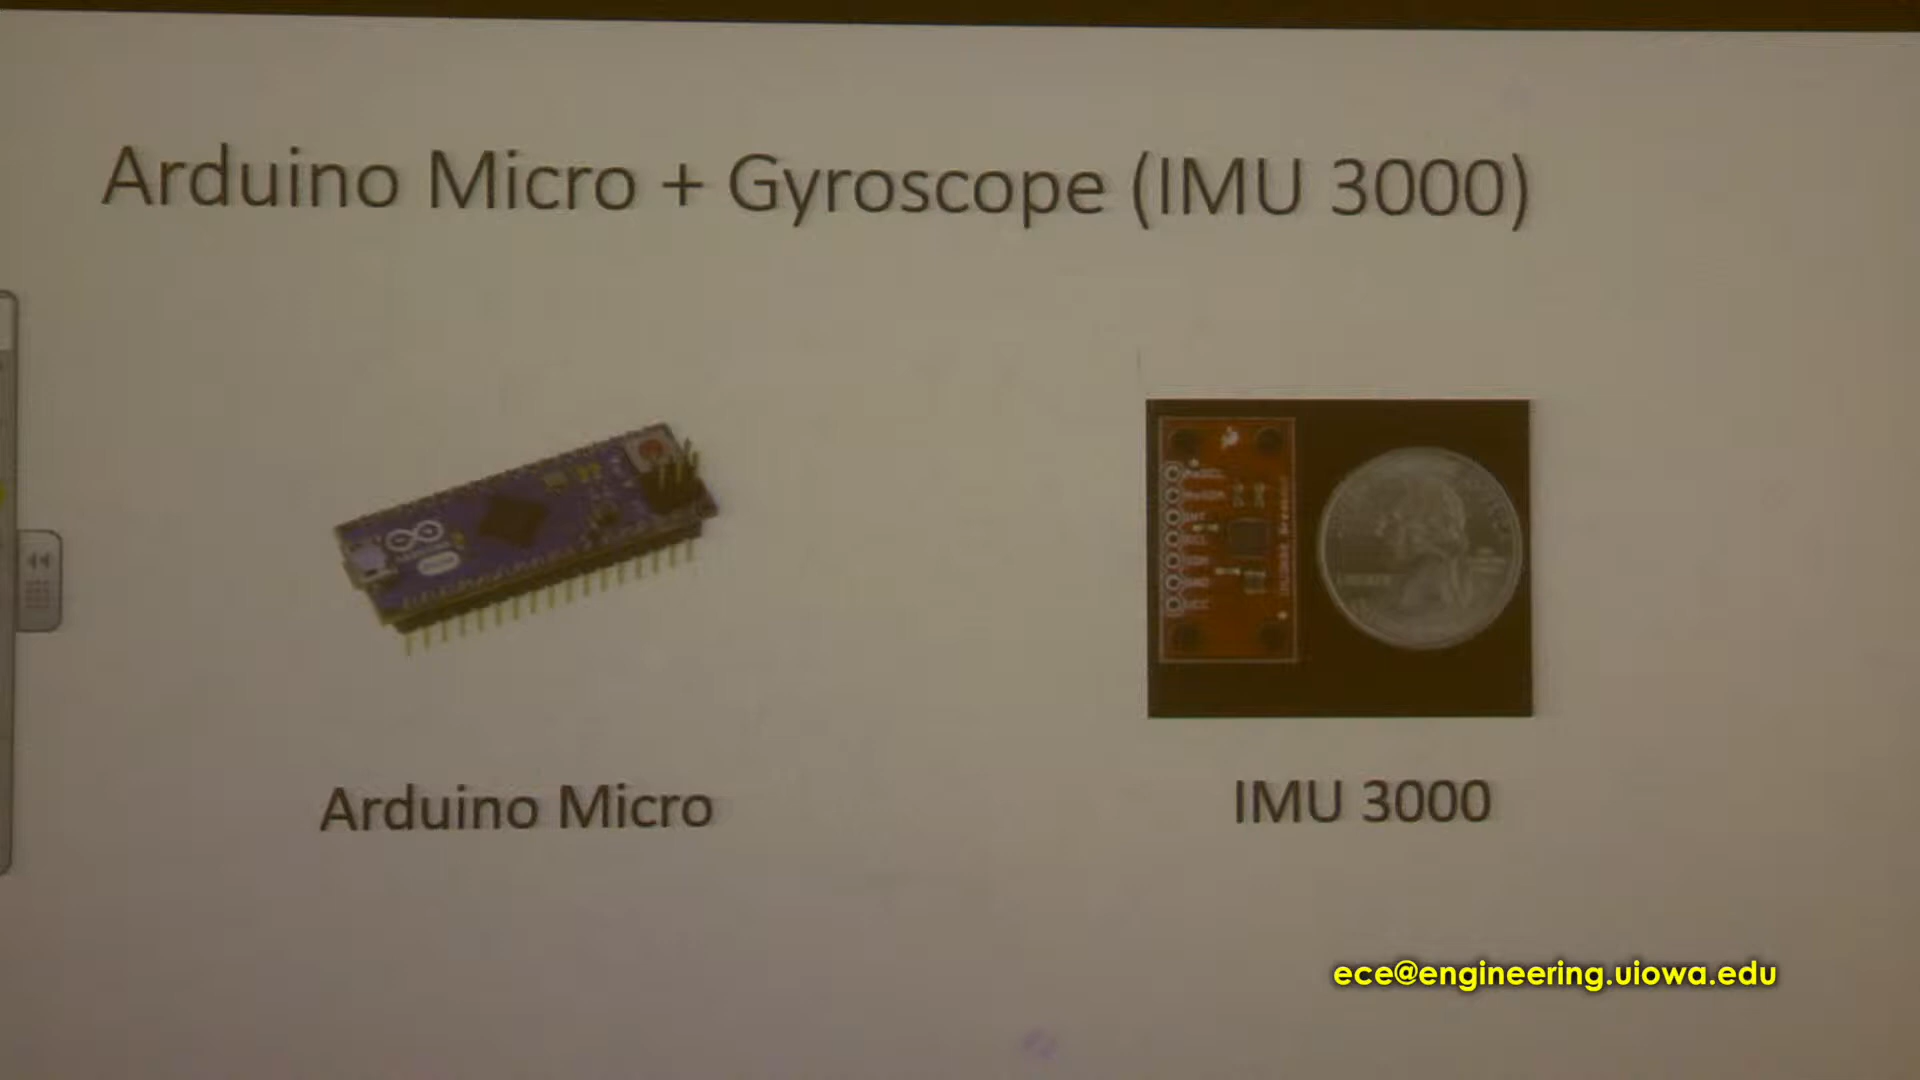 Arduino Micro + Gyroscope (IMU 3000)
Arduino Micro
IMU 3000
ece@engineering.uiowa.edu